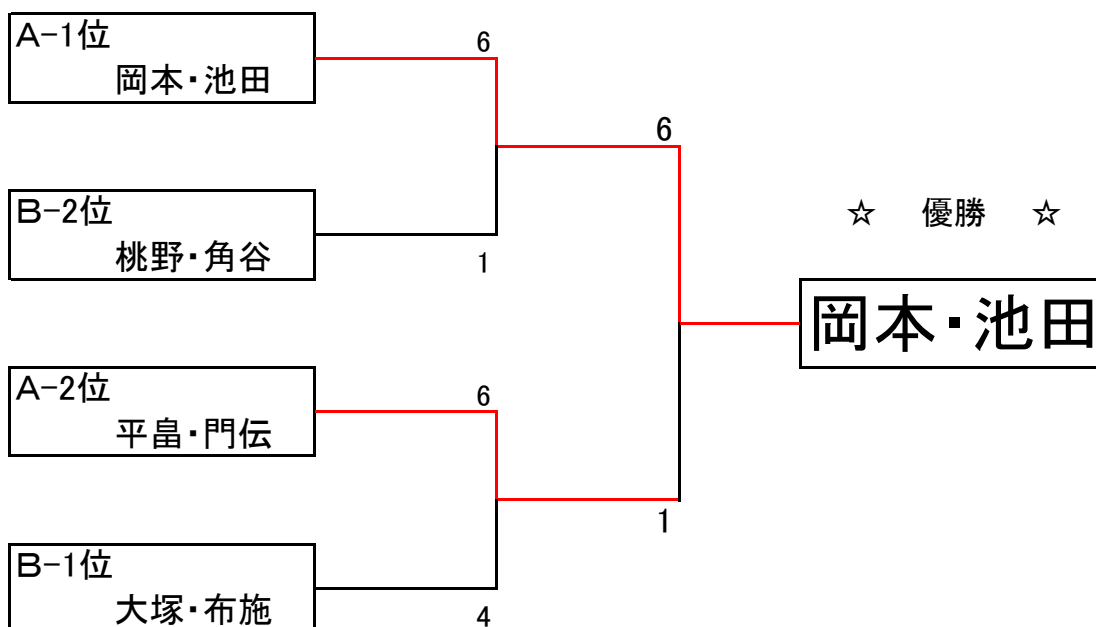 A-1位
岡本・池田
6
6
B-2位
桃野・角谷
1
☆ 優勝 ☆
岡本・池田
A-2位
平畠・門伝
6
1
B-1位
大塚・布施
4